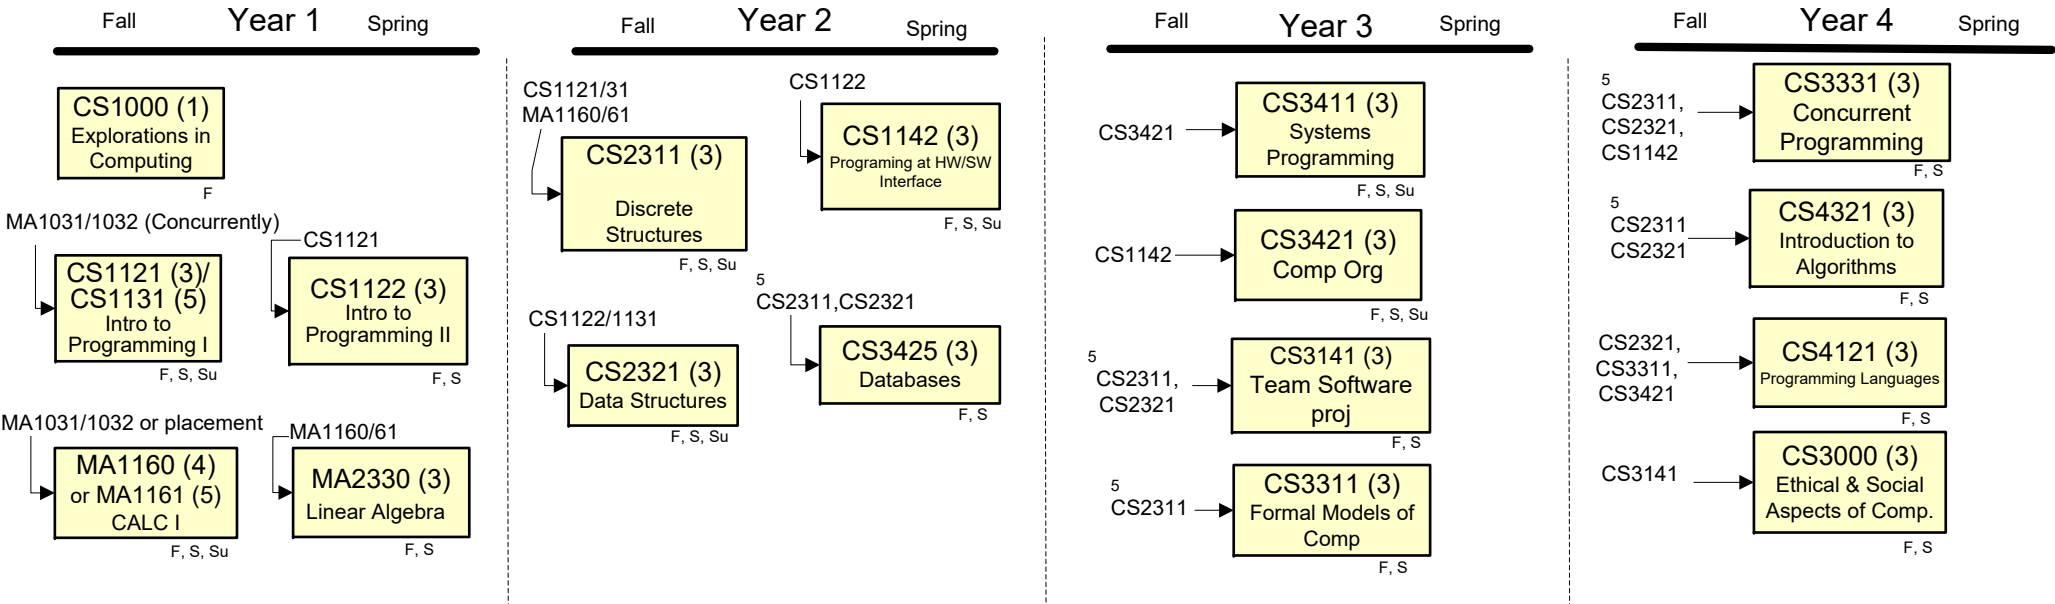 Fall
Year 1
Spring
CS1000 (1)
Explorations in
Computing
F
MA1031/1032 (Concurrently)
CS1121 (3)/
CS1131 (5)
Intro to
Programming I
F, S, Su
CS1121
CS1122 (3)
Intro to
Programming II
F, S
MA1031/1032 or placement
MA1160 (4)
or MA1161 (5)
CALC I
F, S, Su
MA1160/61
MA2330 (3)
Linear Algebra
F, S
Fall
Year 2
Spring
CS1121/31
MA1160/61
CS2311 (3)
Discrete
Structures
F, S, Su
CS1122
CS1142 (3)
Programing at HW/SW
Interface
F, S, Su
CS1122/1131
CS2321 (3)
Data Structures
F, S, Su
5
CS2311,CS2321
CS3425 (3)
Databases
F, S
Fall
Year 3
Spring
CS3421
CS3411 (3)
Systems
Programming
F, S, Su
CS1142
CS3421 (3)
Comp Org
F, S, Su
5
CS2311,
CS2321
CS3141 (3)
Team Software
proj
F, S
5
CS2311
CS3311 (3)
Formal Models of
Comp
F, S
Fall
Year 4
Spring
5
CS2311,
CS2321,
CS1142
CS3331 (3)
Concurrent
Programming
F, S
5
CS2311
CS2321
CS4321 (3)
Introduction to
Algorithms
F, S
CS2321,
CS3311,
CS3421
CS4121 (3)
Programming Languages
F, S
CS3141
CS3000 (3)
Ethical & Social
Aspects of Comp.
F, S